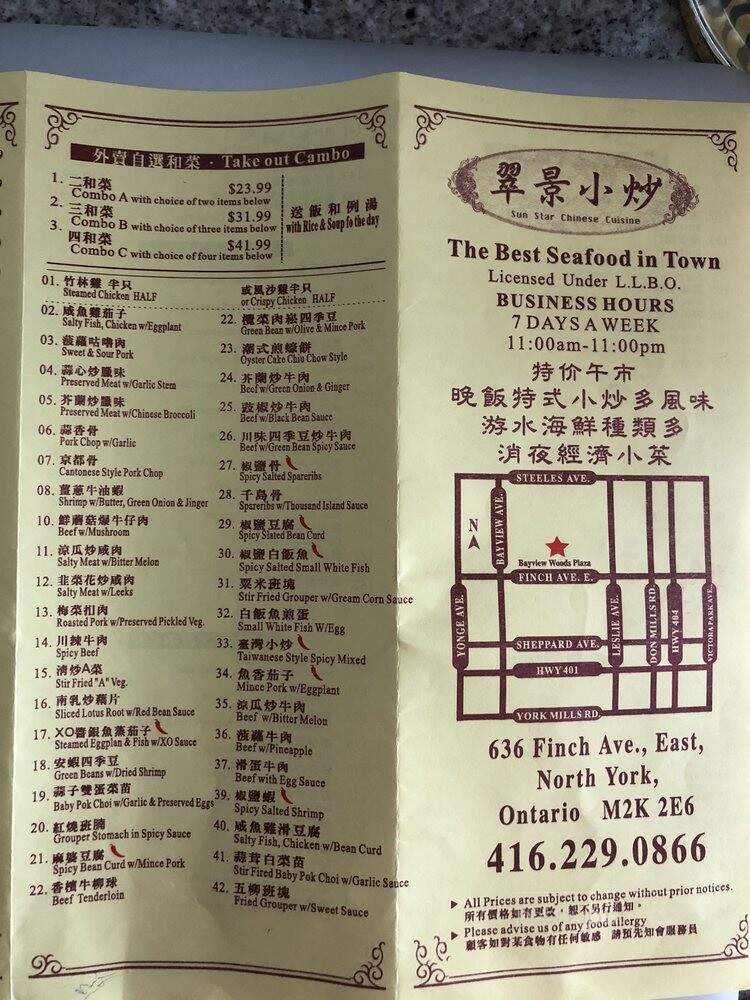 外賣自選和菜 · Take out Cambo
1. 二和菜 $23.99
Combo A with choice of two items below
2. 三和菜 $31.99
Combo B with choice of three items below
3. 四和菜 $41.99
Combo C with choice of four items below
送飯和例湯
with Rice & Soup fo the day
01. 竹林雞 半只
Steamed Chicken HALF
或風沙雞半只
or Crispy Chicken HALF
02. 咸魚雞茄子
Salty Fish, Chicken w/Eggplant
03. 菠蘿咕嚕肉
Sweet & Sour Pork
04. 蒜心炒臘味
Preserved Meat w/Garlic Stem
05. 芥蘭炒臘味
Preserved Meat w/Chinese Broccoli
06. 蒜香骨
Pork Chop w/Garlic
07. 京都骨
Cantonese Style Pork Chop
08. 薑蔥牛油蝦
Shrimp w/Butter, Green Onion & Jinger
10. 鮮蘑菇爆牛仔肉
Beef w/Mushroom
11. 涼瓜炒咸肉
Salty Meat w/Bitter Melon
12. 韭菜花炒咸肉
Salty Meat w/Leeks
13. 梅菜扣肉
Roasted Pork w/Preserved Pickled Veg.
14. 川辣牛肉
Spicy Beef
15. 清炒A菜
Stir Fried "A" Veg.
16. 南乳炒藕片
Sliced Lotus Root w/Red Bean Sauce
17. XO醬銀魚蒸茄子
Steamed Eggplan & Fish w/XO Sauce
18. 安蝦四季豆
Green Beans w/Dried Shrimp
19. 蒜子雙蛋菜苗
Baby Pok Choi w/Garlic & Preserved Eggs
20. 紅燒班腩
Grouper Stomach in Spicy Sauce
21. 麻婆豆腐
Spicy Bean Curd w/Mince Pork
22. 香檳牛柳球
Beef Tenderloin
22. 欖菜肉崧四季豆
Green Bean w/Olive & Mince Pork
23. 潮式煎蠔餅
Oyster Cake Chiu Chow Style
24. 芥蘭炒牛肉
Beef w/Green Onion & Ginger
25. 豉椒炒牛肉
Beef w/Black Bean Sauce
26. 川味四季豆炒牛肉
Beef w/Green Bean Spicy Sauce
27. 椒鹽骨
Spicy Salted Spareribs
28. 千島骨
Spareribs w/Thousand Island Sauce
29. 椒鹽豆腐
Spicy Slated Bean Curd
30. 椒鹽白飯魚
Spicy Salted Small White Fish
31. 粟米班塊
Stir Fried Grouper w/Gream Corn Sauce
32. 白飯魚煎蛋
Small White Fish W/Egg
33. 臺灣小炒
Taiwanese Style Spicy Mixed
34. 魚香茄子
Mince Pork w/Eggplant
35. 涼瓜炒牛肉
Beef w/Bitter Melon
36. 菠蘿牛肉
Beef w/Pineapple
37. 滑蛋牛肉
Beef with Egg Sauce
39. 椒鹽蝦
Spicy Salted Shrimp
40. 咸魚雞滑豆腐
Salty Fish, Chicken w/Bean Curd
41. 蒜茸白菜苗
Stir Fired Baby Pok Choi w/Garlic Sauce
42. 五柳班塊
Fried Grouper w/Sweet Sauce
翠景小炒
Sun Star Chinese Cuisine
The Best Seafood in Town
Licensed Under L.L.B.O.
BUSINESS HOURS
7 DAYS A WEEK
11:00am-11:00pm
特价午市
晚飯特式小炒多風味
游水海鮮種類多
消夜經濟小菜
STEELES AVE.
BAYVIEW AVE.
N
Bayview Woods Plaza
FINCH AVE. E.
YONGE AVE.
LESLIE AVE.
DON MILLS RD.
HWY 404
VICTORA PARK AVE.
SHEPPARD AVE.
HWY 401
YORK MILLS RD.
636 Finch Ave., East,
North York,
Ontario M2K 2E6
416.229.0866
▶ All Prices are subject to change without prior notices.
所有價格如有更改，恕不另行通知。
▶ Please advise us of any food allergy
顧客如對某食物有任何敏感 請預先知會服務員